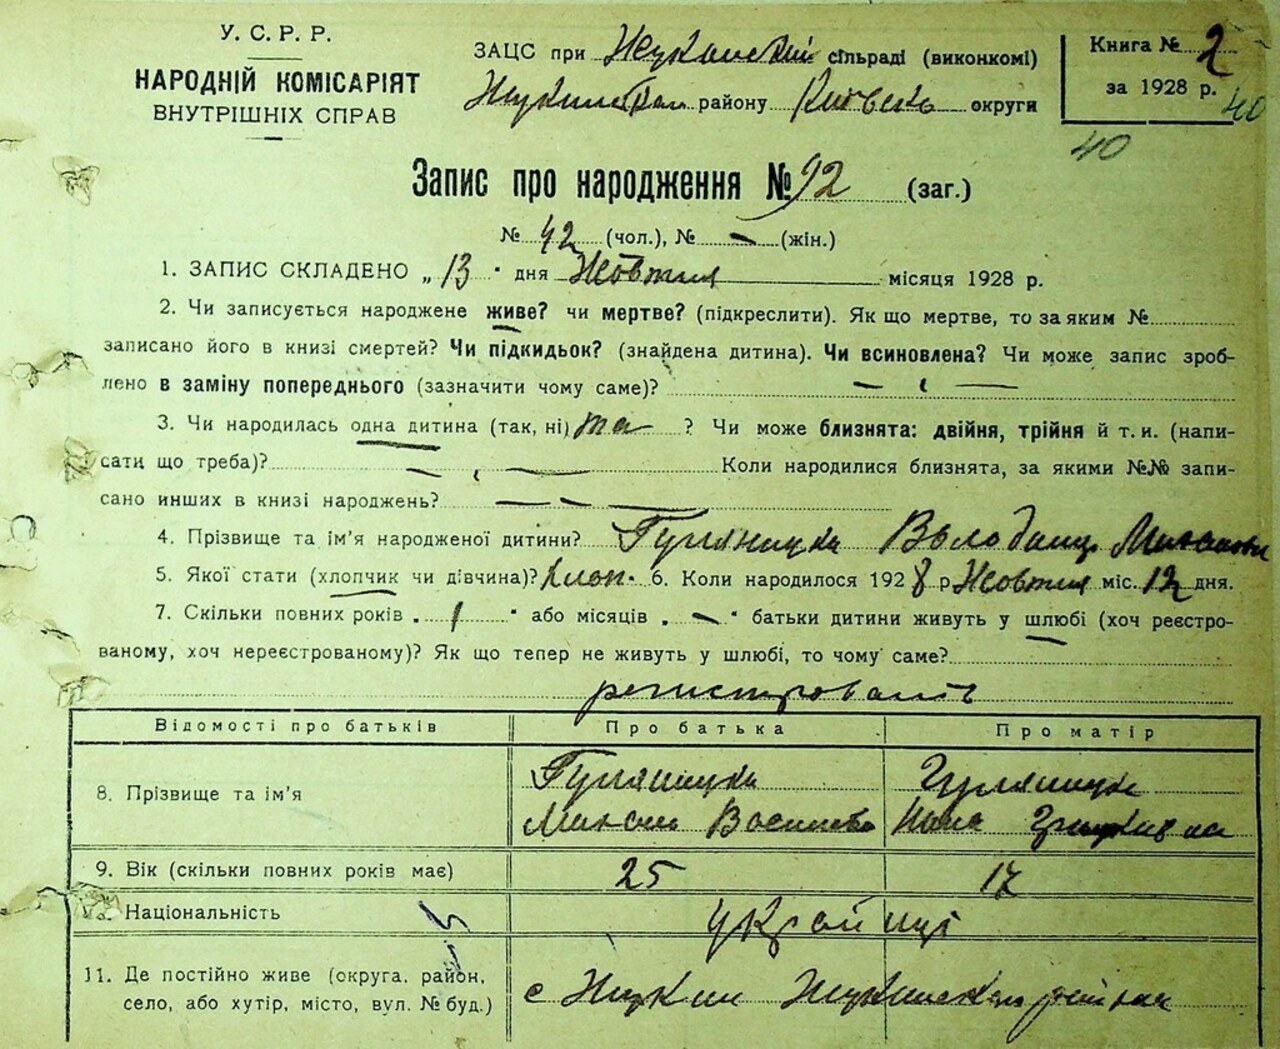 У. С. Р. Р.
НАРОДНІЙ КОМІСАРІЯТ
ВНУТРІШНІХ СПРАВ
ЗАЦС при сільраді (виконкомі)
району округи
Книга № 2
за 1928 р.
40
40
Запис про народження № 92 (заг.)
№ 42 (чол.), № — (жін.)
1. ЗАПИС СКЛАДЕНО „ 13 " дня Жовтня місяця 1928 р.
2. Чи записується народжене живе? чи мертве? (підкреслити). Як що мертве, то за яким №
записано його в книзі смертей? Чи підкидьок? (знайдена дитина). Чи всиновлена? Чи може запис зроб-
лено в заміну попереднього (зазначити чому саме)?
3. Чи народилась одна дитина (так, ні) та ? Чи може близнята: двійня, трійня й т. и. (напи-
сати що треба)? Коли народилися близнята, за якими №№ запи-
сано инших в книзі народжень?
4. Прізвище та ім'я народженої дитини?
5. Якої стати (хлопчик чи дівчина)? хлоп. 6. Коли народилося 1928 р Жовтня міс. 12 дня.
7. Скільки повних років „ 1 " або місяців „ — " батьки дитини живуть у шлюбі (хоч реєстро-
ваному, хоч нереєстрованому)? Як що тепер не живуть у шлюбі, то чому саме?
Відомості про батьків Про батька Про матір
8. Прізвище та ім'я
9. Вік (скільки повних років має) 25 17
Національність українці
11. Де постійно живе (округа, район,
село, або хутір, місто, вул. № буд.) с